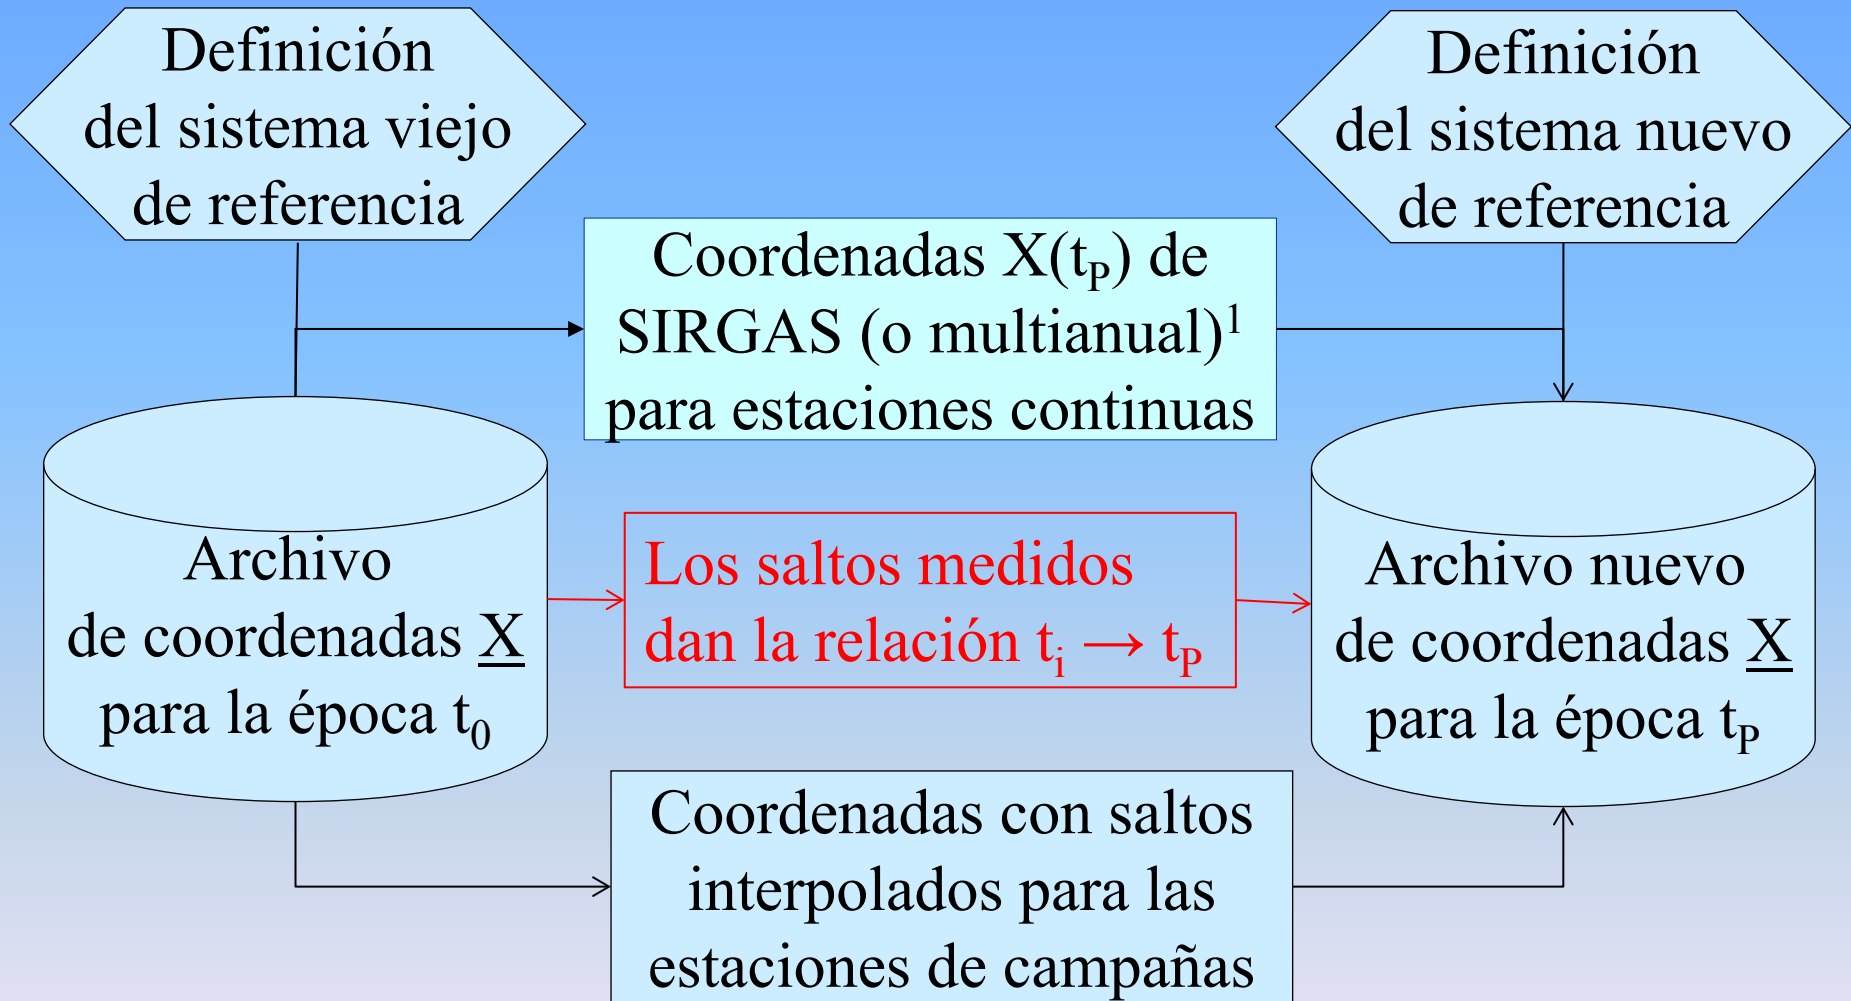 Definición
del sistema viejo
de referencia
Definición
del sistema nuevo
de referencia
Coordenadas X(tₚ) de
SIRGAS (o multianual)¹
para estaciones continuas
Archivo
de coordenadas X
para la época t₀
Los saltos medidos
dan la relación tᵢ → tₚ
Archivo nuevo
de coordenadas X
para la época tₚ
Coordenadas con saltos
interpolados para las
estaciones de campañas